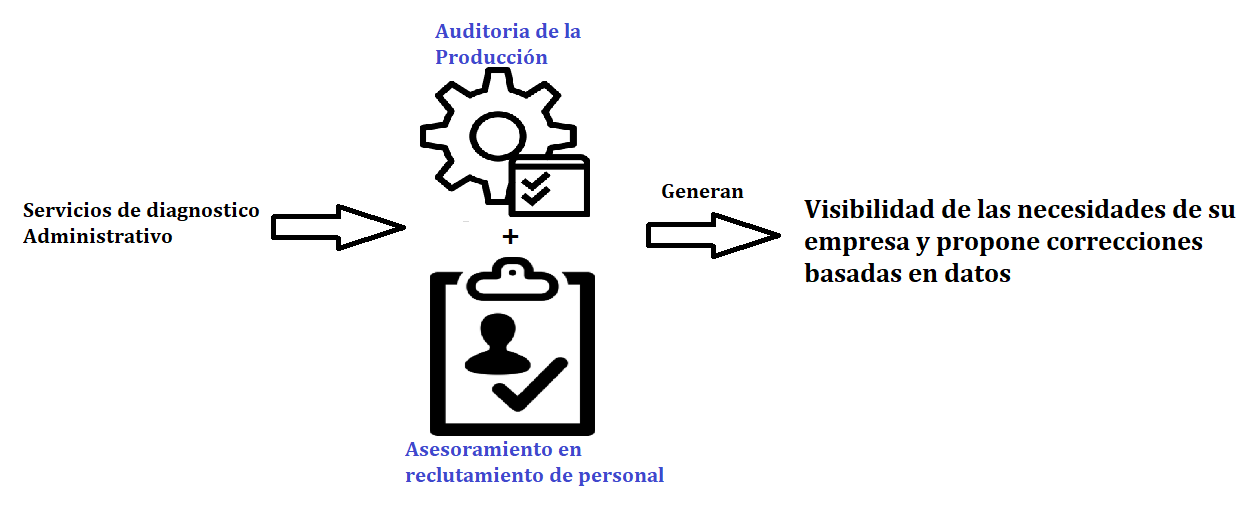 Auditoria de la
Producción
Servicios de diagnostico
Administrativo
+
Generan
Visibilidad de las necesidades de su
empresa y propone correcciones
basadas en datos
Asesoramiento en
reclutamiento de personal